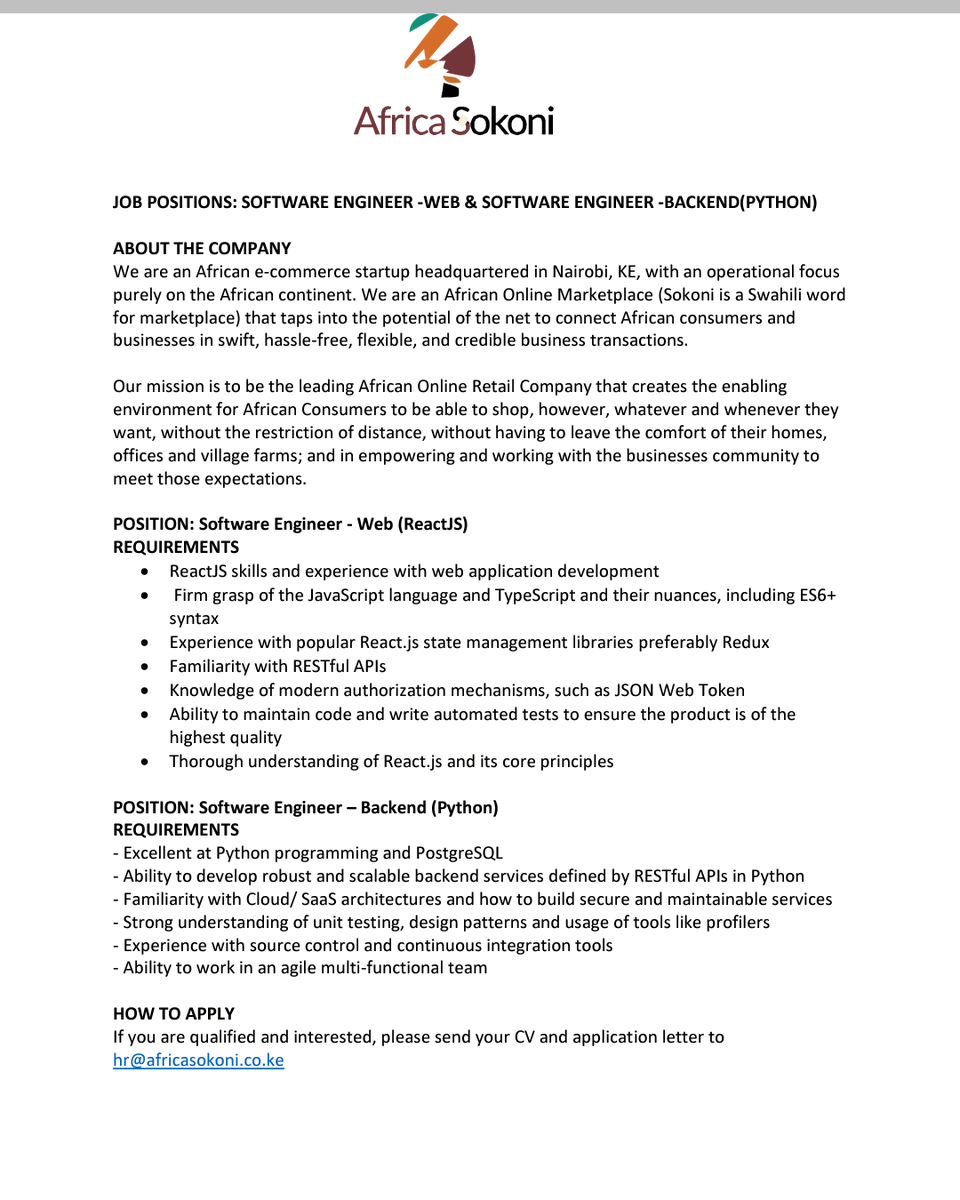 Africa Sokoni
JOB POSITIONS: SOFTWARE ENGINEER -WEB & SOFTWARE ENGINEER -BACKEND(PYTHON)
ABOUT THE COMPANY
We are an African e-commerce startup headquartered in Nairobi, KE, with an operational focus
purely on the African continent. We are an African Online Marketplace (Sokoni is a Swahili word
for marketplace) that taps into the potential of the net to connect African consumers and
businesses in swift, hassle-free, flexible, and credible business transactions.
Our mission is to be the leading African Online Retail Company that creates the enabling
environment for African Consumers to be able to shop, however, whatever and whenever they
want, without the restriction of distance, without having to leave the comfort of their homes,
offices and village farms; and in empowering and working with the businesses community to
meet those expectations.
POSITION: Software Engineer - Web (ReactJS)
REQUIREMENTS
• ReactJS skills and experience with web application development
• Firm grasp of the JavaScript language and TypeScript and their nuances, including ES6+
syntax
• Experience with popular React.js state management libraries preferably Redux
• Familiarity with RESTful APIs
• Knowledge of modern authorization mechanisms, such as JSON Web Token
• Ability to maintain code and write automated tests to ensure the product is of the
highest quality
• Thorough understanding of React.js and its core principles
POSITION: Software Engineer – Backend (Python)
REQUIREMENTS
- Excellent at Python programming and PostgreSQL
- Ability to develop robust and scalable backend services defined by RESTful APIs in Python
- Familiarity with Cloud/ SaaS architectures and how to build secure and maintainable services
- Strong understanding of unit testing, design patterns and usage of tools like profilers
- Experience with source control and continuous integration tools
- Ability to work in an agile multi-functional team
HOW TO APPLY
If you are qualified and interested, please send your CV and application letter to
hr@africasokoni.co.ke